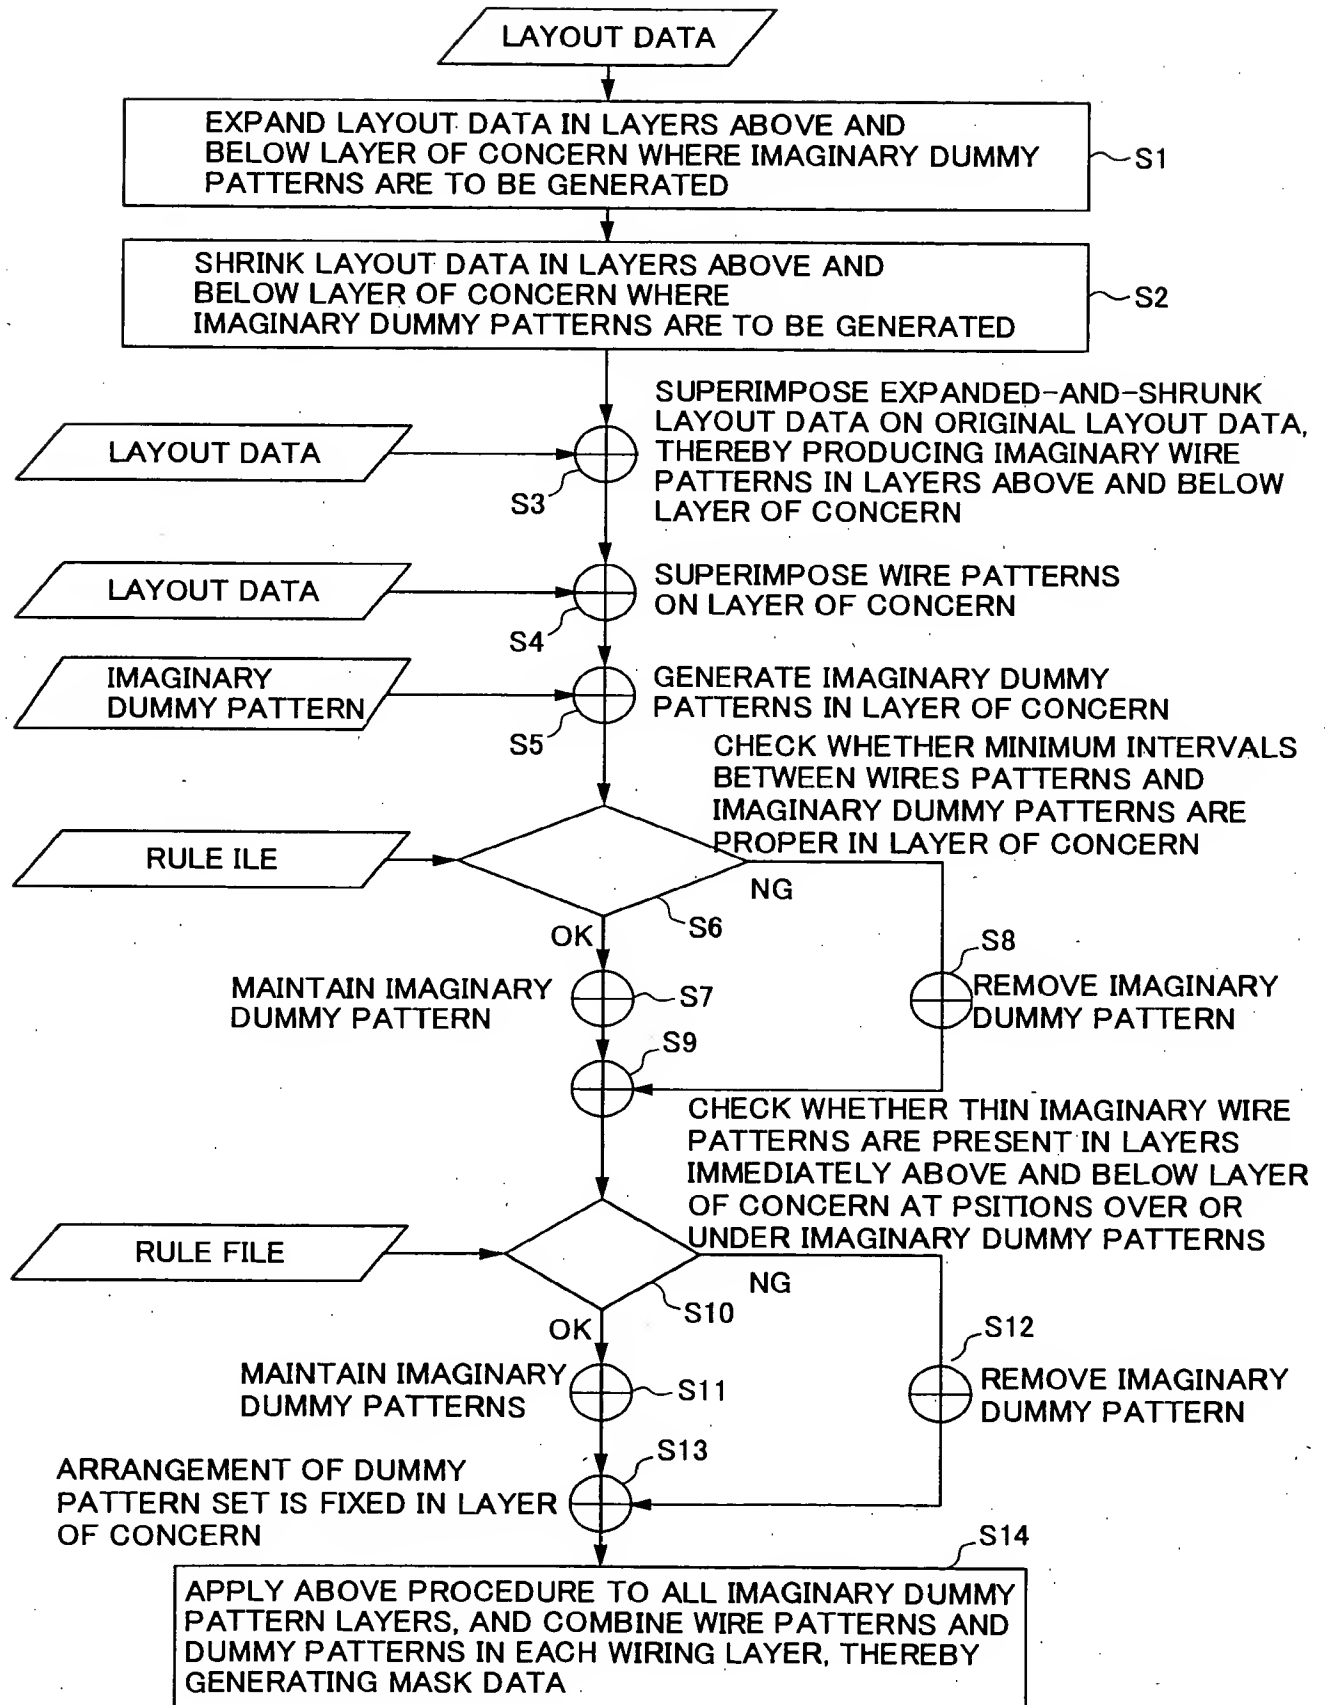 LAYOUT DATA
EXPAND LAYOUT DATA IN LAYERS ABOVE AND
BELOW LAYER OF CONCERN WHERE IMAGINARY DUMMY
PATTERNS ARE TO BE GENERATED
S1
SHRINK LAYOUT DATA IN LAYERS ABOVE AND
BELOW LAYER OF CONCERN WHERE
IMAGINARY DUMMY PATTERNS ARE TO BE GENERATED
S2
SUPERIMPOSE EXPANDED-AND-SHRUNK
LAYOUT DATA ON ORIGINAL LAYOUT DATA,
THEREBY PRODUCING IMAGINARY WIRE
PATTERNS IN LAYERS ABOVE AND BELOW
LAYER OF CONCERN
LAYOUT DATA
S3
LAYOUT DATA
SUPERIMPOSE WIRE PATTERNS
ON LAYER OF CONCERN
S4
IMAGINARY
DUMMY PATTERN
GENERATE IMAGINARY DUMMY
PATTERNS IN LAYER OF CONCERN
S5
CHECK WHETHER MINIMUM INTERVALS
BETWEEN WIRES PATTERNS AND
IMAGINARY DUMMY PATTERNS ARE
PROPER IN LAYER OF CONCERN
RULE ILE
NG
S6
OK
S8
MAINTAIN IMAGINARY
DUMMY PATTERN
S7
REMOVE IMAGINARY
DUMMY PATTERN
S9
CHECK WHETHER THIN IMAGINARY WIRE
PATTERNS ARE PRESENT IN LAYERS
IMMEDIATELY ABOVE AND BELOW LAYER
OF CONCERN AT PSITIONS OVER OR
UNDER IMAGINARY DUMMY PATTERNS
RULE FILE
NG
S10
OK
S12
MAINTAIN IMAGINARY
DUMMY PATTERNS
S11
REMOVE IMAGINARY
DUMMY PATTERN
S13
ARRANGEMENT OF DUMMY
PATTERN SET IS FIXED IN LAYER
OF CONCERN
S14
APPLY ABOVE PROCEDURE TO ALL IMAGINARY DUMMY
PATTERN LAYERS, AND COMBINE WIRE PATTERNS AND
DUMMY PATTERNS IN EACH WIRING LAYER, THEREBY
GENERATING MASK DATA